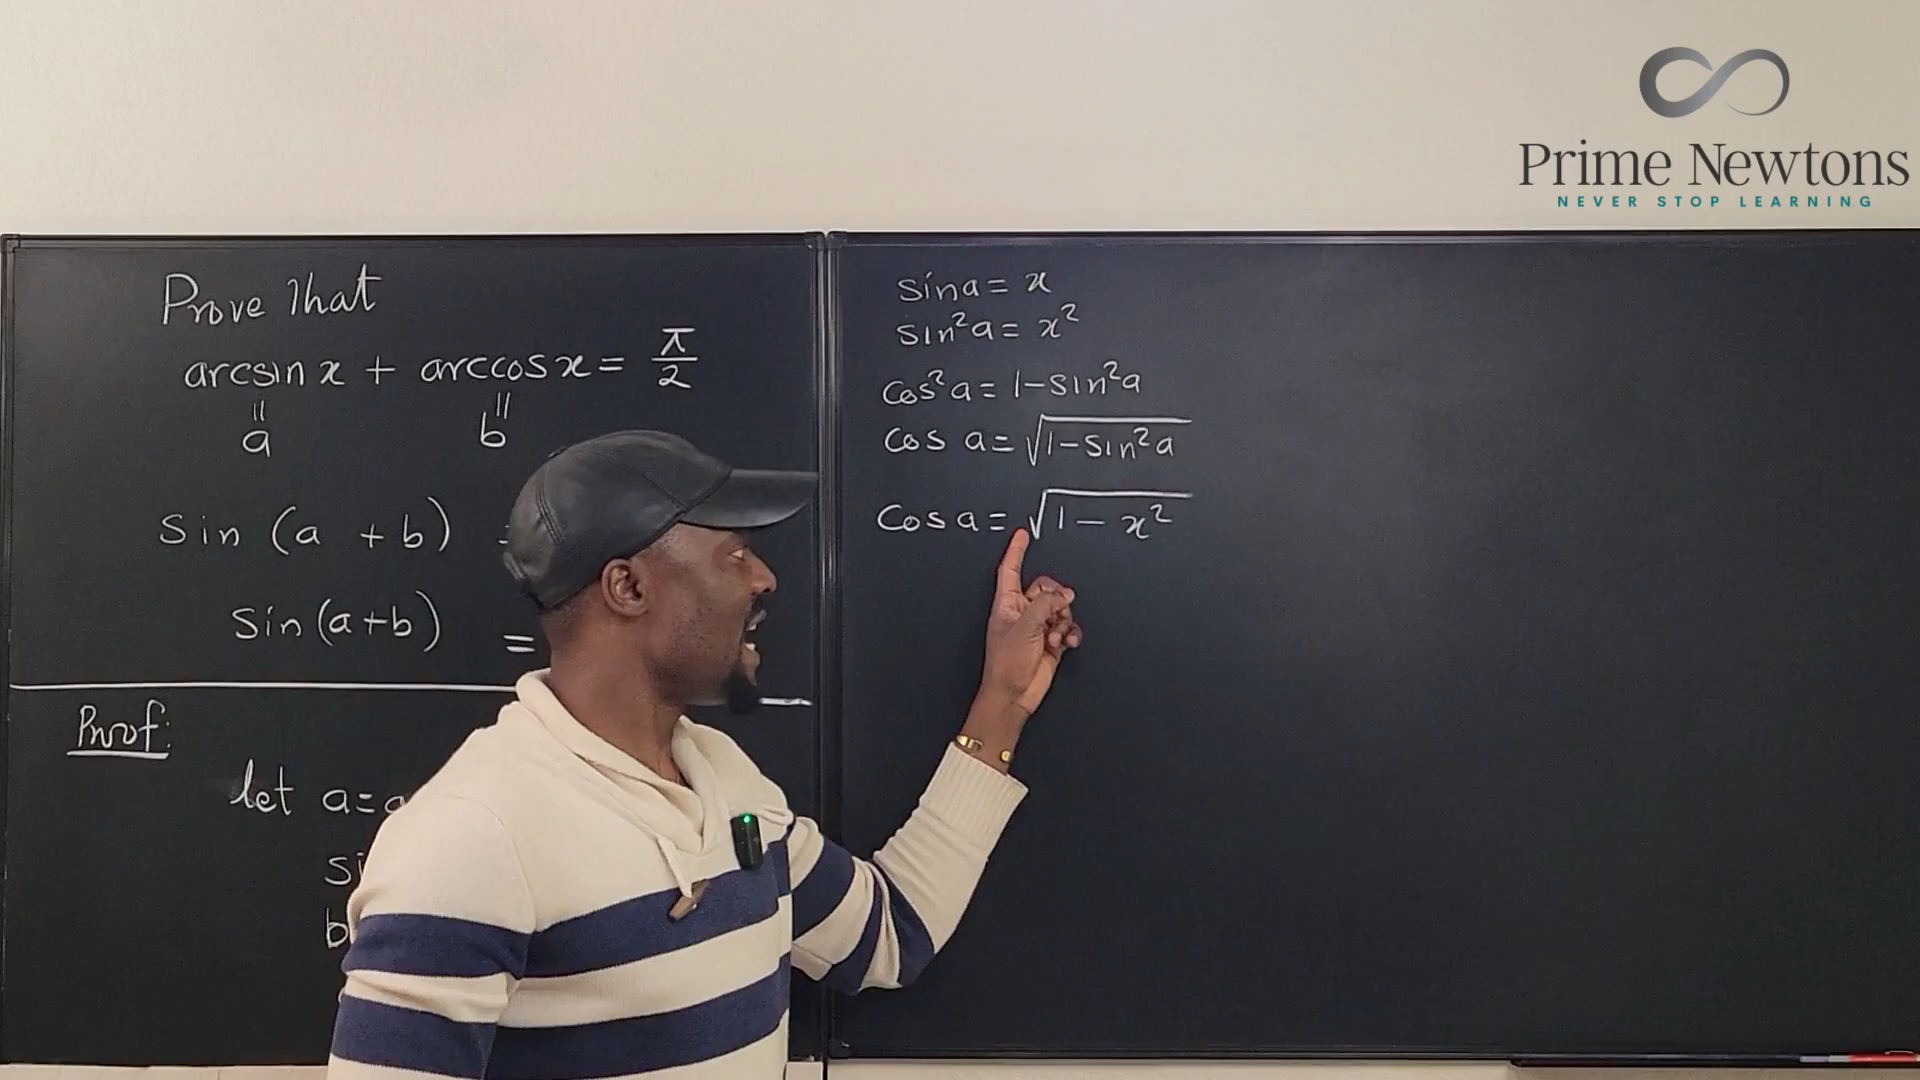 Prime Newtons
NEVER STOP LEARNING
Prove that
arcsin x + arccos x = π/2
॥ ॥
a b
sin (a + b) =
sin (a+b) =
Proof:
let a=
si
b
sin a = x
sin²a = x²
cos²a = 1-sin²a
cos a = √1-sin²a
cos a = √1 - x²